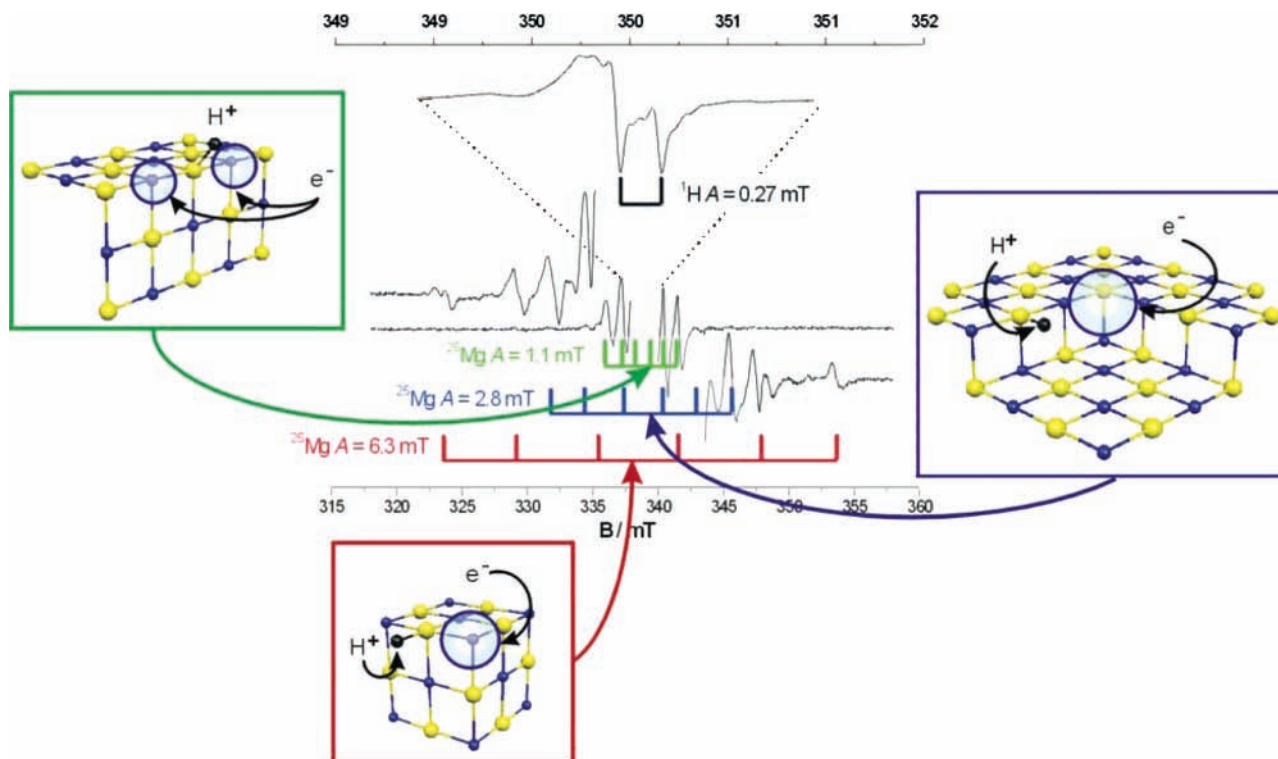 349 349 350 350 351 351 352
H⁺
e⁻
¹H A = 0.27 mT
H⁺ e⁻
²⁵Mg A = 1.1 mT
²⁵Mg A = 2.8 mT
²⁵Mg A = 6.3 mT
315 320 325 330 335 340 345 350 355 360
B / mT
e⁻
H⁺